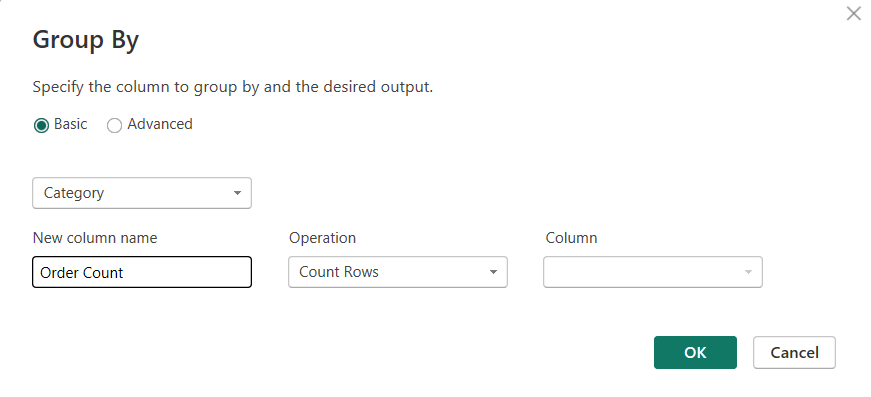 Group By
Specify the column to group by and the desired output.
Basic Advanced
Category
New column name Operation Column
Order Count Count Rows
OK Cancel